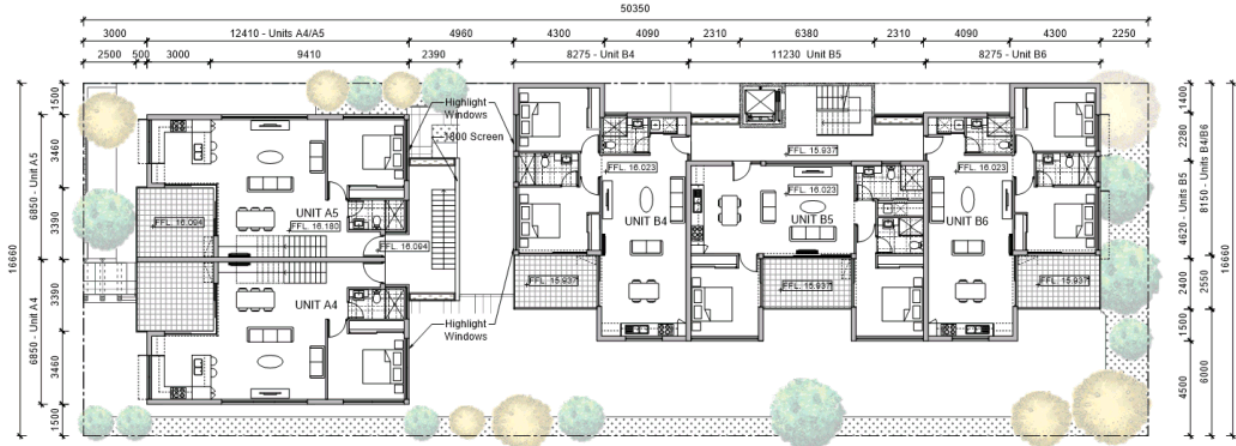 50350
3000
12410 - Units A4/A5
4960
4300
4090
2310
6380
2310
4090
4300
2250
2500
500
3000
9410
2390
8275 - Unit B4
11230 Unit B5
8275 - Unit B6
16660
6850 - Unit A5
6850 - Unit A4
1500
3460
3390
3390
3460
1500
Highlight
Windows
1800 Screen
FFL. 16.094
UNIT A5
FFL. 16.180
FFL. 16.094
UNIT A4
Highlight
Windows
FFL. 16.023
UNIT B4
FFL. 15.937
FFL. 15.937
FFL. 16.023
UNIT B5
FFL. 15.937
FFL. 16.023
UNIT B6
FFL. 15.937
1400
2280
4620 - Units B5
2400
1500
4500
8150 - Units B4/B6
2550
6000
16660